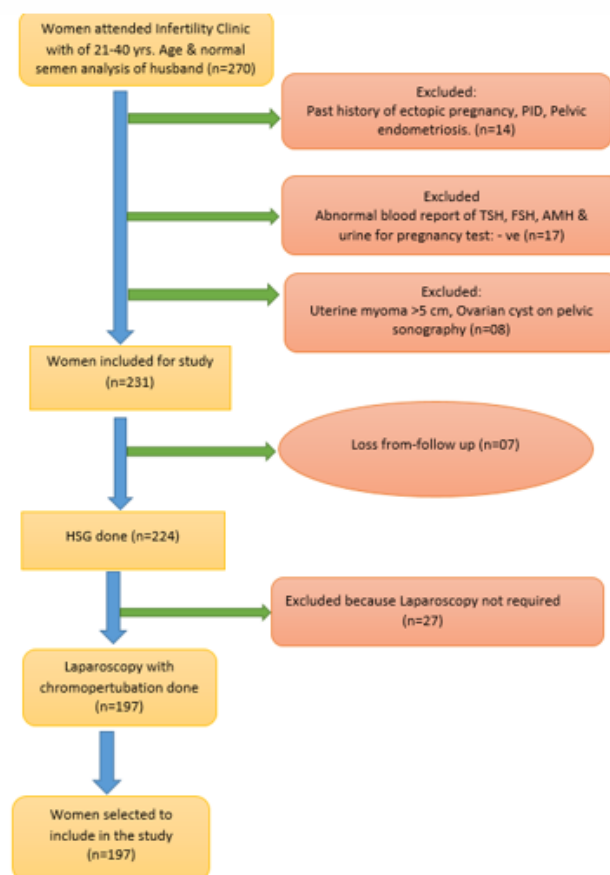 Women attended Infertility Clinic
with of 21-40 yrs. Age & normal
semen analysis of husband (n=270)
Excluded:
Past history of ectopic pregnancy, PID, Pelvic
endometriosis. (n=14)
Excluded
Abnormal blood report of TSH, FSH, AMH &
urine for pregnancy test: - ve (n=17)
Excluded:
Uterine myoma >5 cm, Ovarian cyst on pelvic
sonography (n=08)
Women included for study
(n=231)
Loss from-follow up (n=07)
HSG done (n=224)
Excluded because Laparoscopy not required
(n=27)
Laparoscopy with
chromopertubation done
(n=197)
Women selected to
include in the study
(n=197)